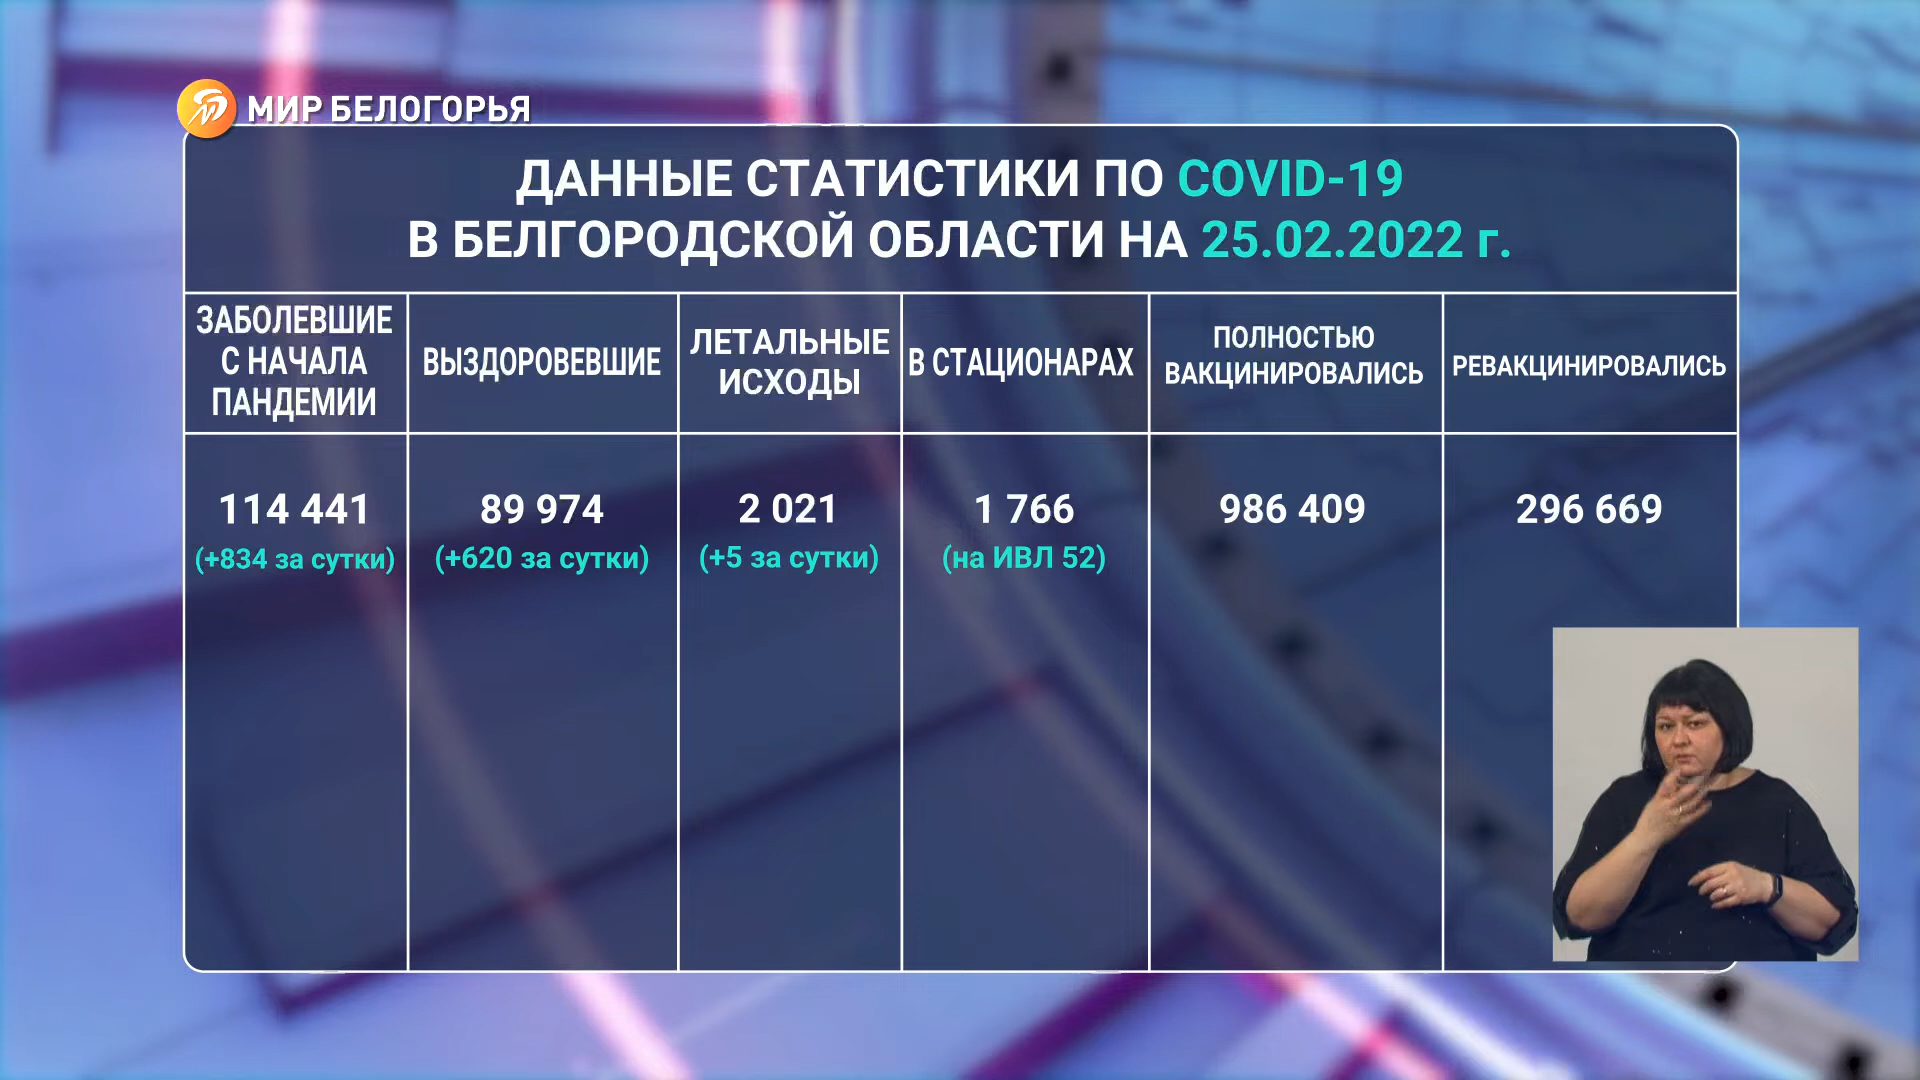 МИР БЕЛОГОРЬЯ
ДАННЫЕ СТАТИСТИКИ ПО COVID-19
В БЕЛГОРОДСКОЙ ОБЛАСТИ НА 25.02.2022 г.
ЗАБОЛЕВШИЕ
С НАЧАЛА
ПАНДЕМИИ
ВЫЗДОРОВЕВШИЕ
ЛЕТАЛЬНЫЕ
ИСХОДЫ
В СТАЦИОНАРАХ
ПОЛНОСТЬЮ
ВАКЦИНИРОВАЛИСЬ
РЕВАКЦИНИРОВАЛИСЬ
114 441
(+834 за сутки)
89 974
(+620 за сутки)
2 021
(+5 за сутки)
1 766
(на ИВЛ 52)
986 409
296 669